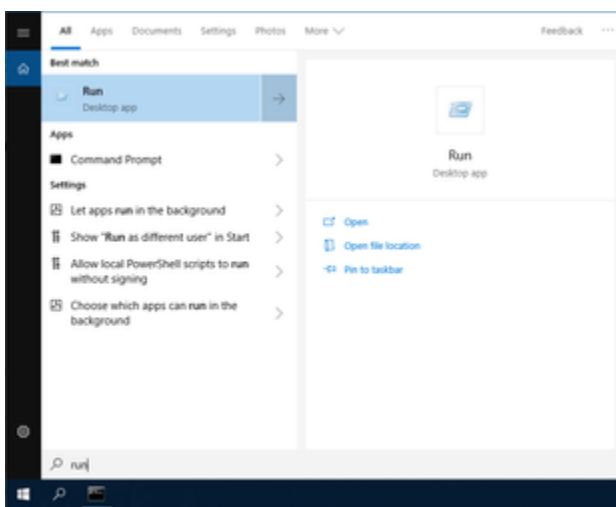 All Apps Documents Settings Photos More Feedback ...
Best match
Run
Desktop app
Apps
Command Prompt
Settings
Let apps run in the background
Show "Run as different user" in Start
Allow local PowerShell scripts to run
without signing
Choose which apps can run in the
background
Run
Desktop app
Open
Open file location
Pin to taskbar
run